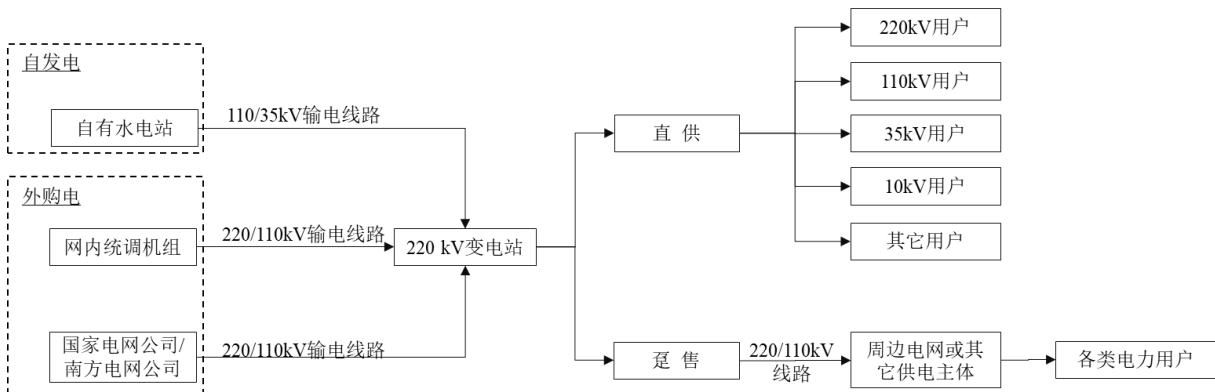 自发电
自有水电站
110/35kV输电线路
外购电
网内统调机组
220/110kV输电线路
国家电网公司/
南方电网公司
220/110kV输电线路
220 kV变电站
直 供
220kV用户
110kV用户
35kV用户
10kV用户
其它用户
趸 售
220/110kV
线路
周边电网或其
它供电主体
各类电力用户